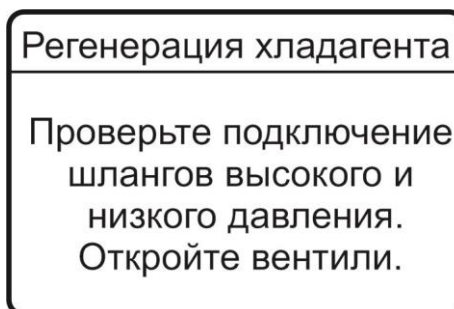 Регенерация хладагента
Проверьте подключение
шлангов высокого и
низкого давления.
Откройте вентили.